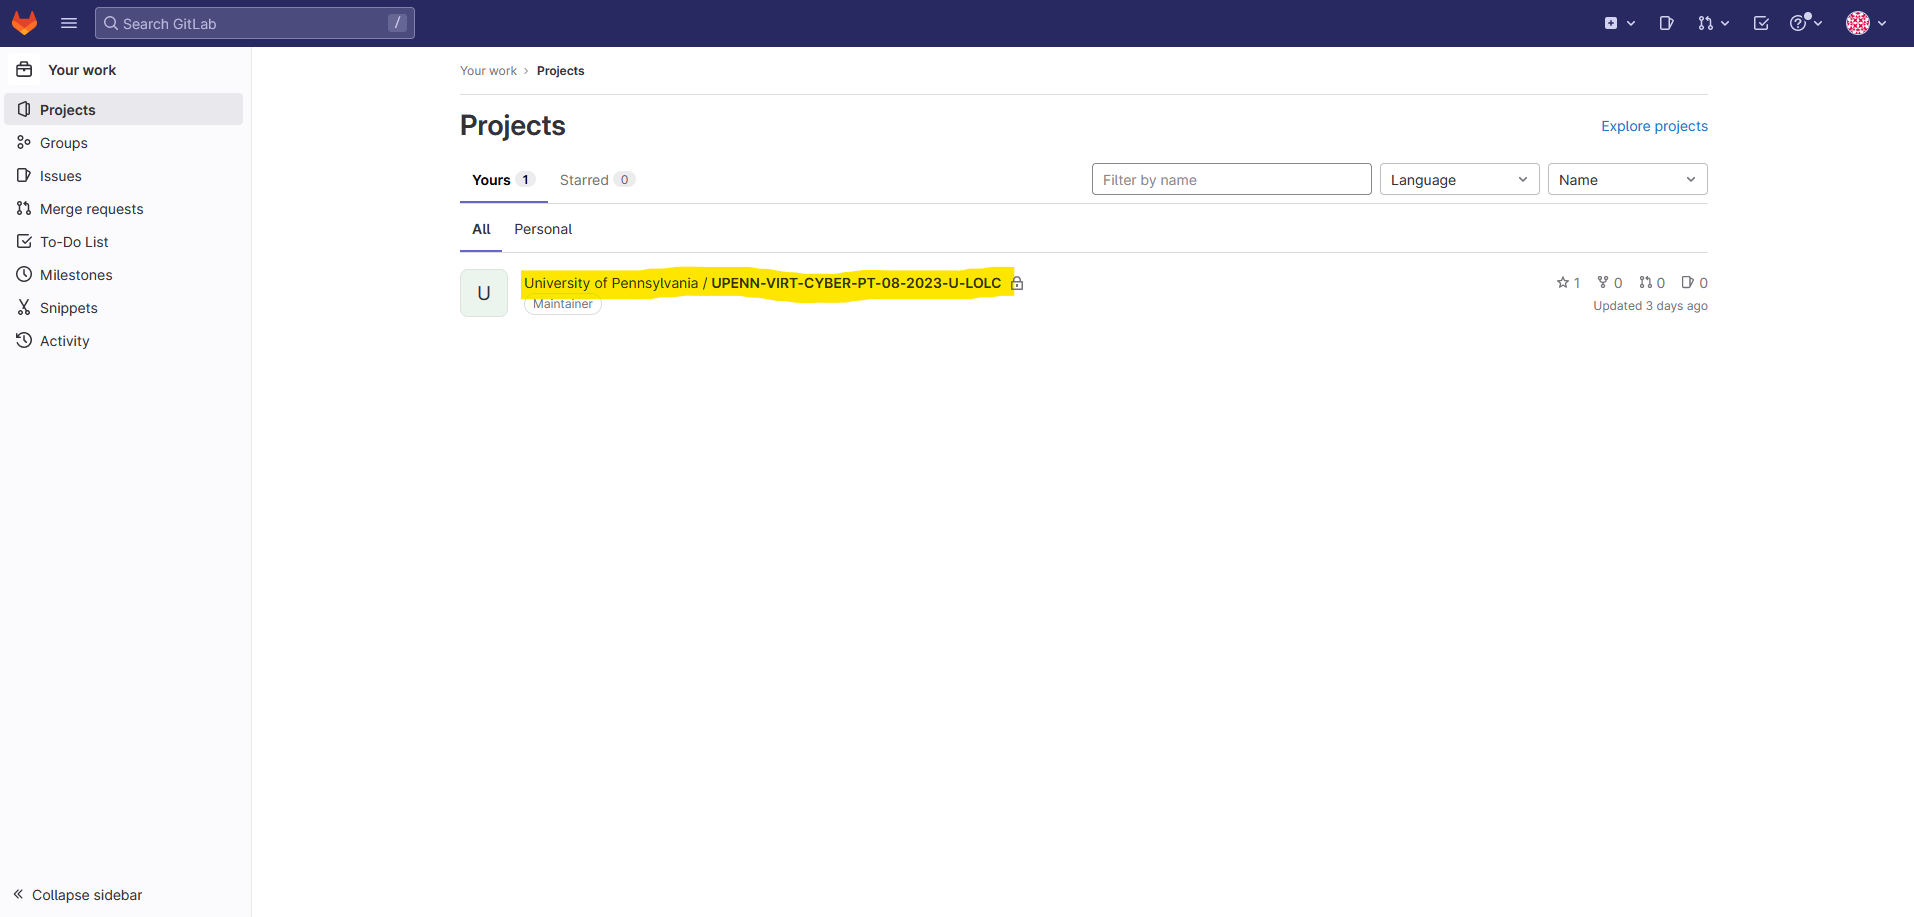 Search GitLab /
Your work
Projects
Groups
Issues
Merge requests
To-Do List
Milestones
Snippets
Activity
Collapse sidebar
Your work › Projects
Projects
Explore projects
Yours 1 Starred 0
Filter by name
Language
Name
All Personal
U
University of Pennsylvania / UPENN-VIRT-CYBER-PT-08-2023-U-LOLC
Maintainer
1 0 0 0
Updated 3 days ago